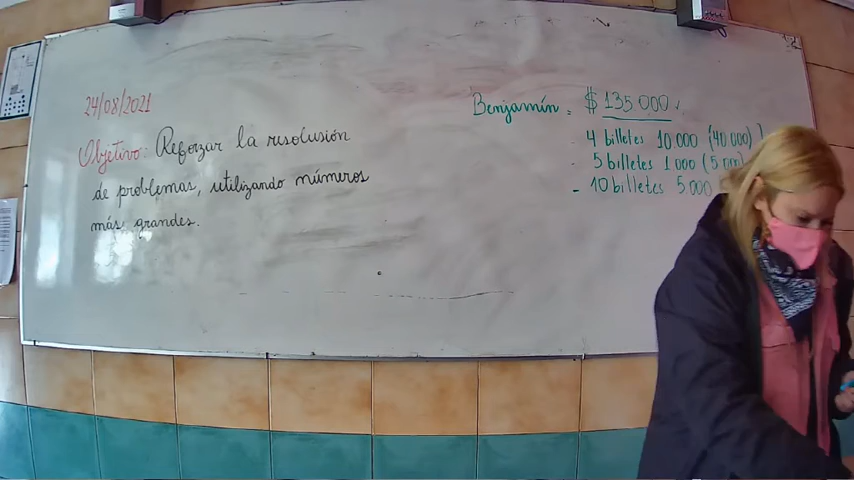 24/08/2021
Objetivo: Reforzar la resolusión
de problemas, utilizando números
más grandes.
Benjamín = $ 135.000
- 4 billetes 10.000 (40.000)
- 5 billetes 1.000 (5.000)
- 10 billetes 5.000